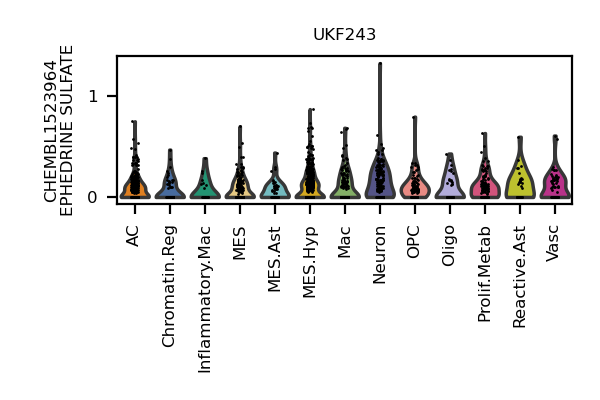 UKF243
CHEMBL1523964
EPHEDRINE SULFATE
1
0
AC
Chromatin.Reg
Inflammatory.Mac
MES
MES.Ast
MES.Hyp
Mac
Neuron
OPC
Oligo
Prolif.Metab
Reactive.Ast
Vasc